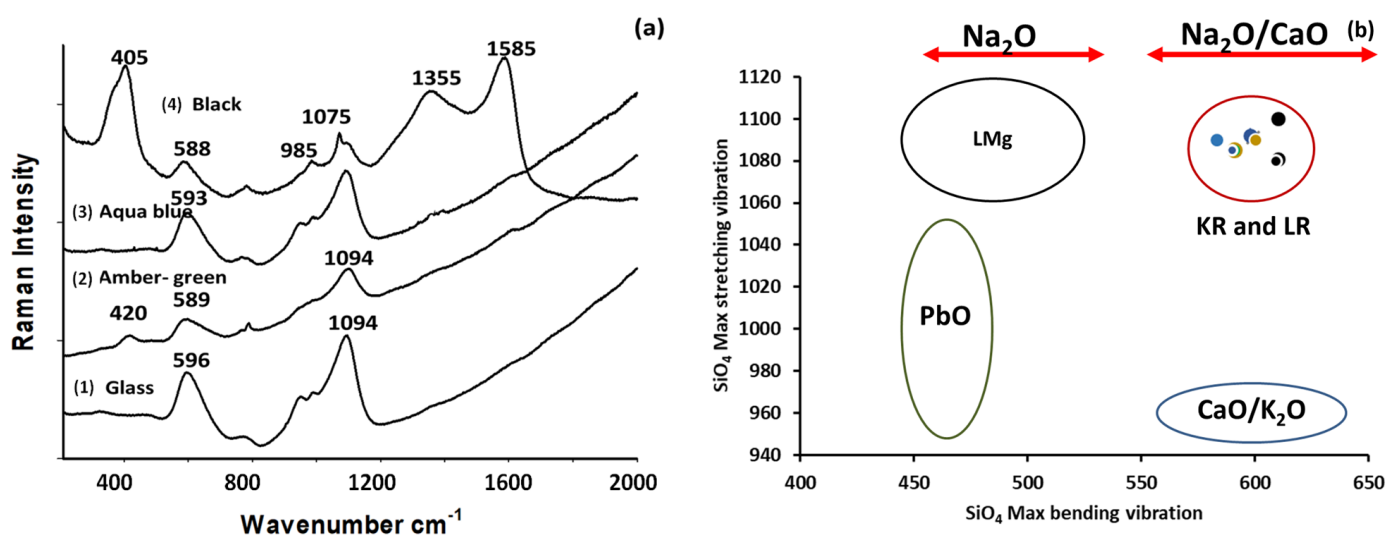 (a)
1585
405
1355
(4) Black
1075
985
588
593
(3) Aqua blue
1094
(2) Amber- green
589
420
1094
596
(1) Glass
Raman Intensity
400 800 1200 1600 2000
Wavenumber cm-1
Na2O Na2O/CaO (b)
1120
1100
1080
1060
1040
1020
1000
980
960
940
LMg
KR and LR
PbO
CaO/K2O
SiO4 Max stretching vibration
400 450 500 550 600 650
SiO4 Max bending vibration